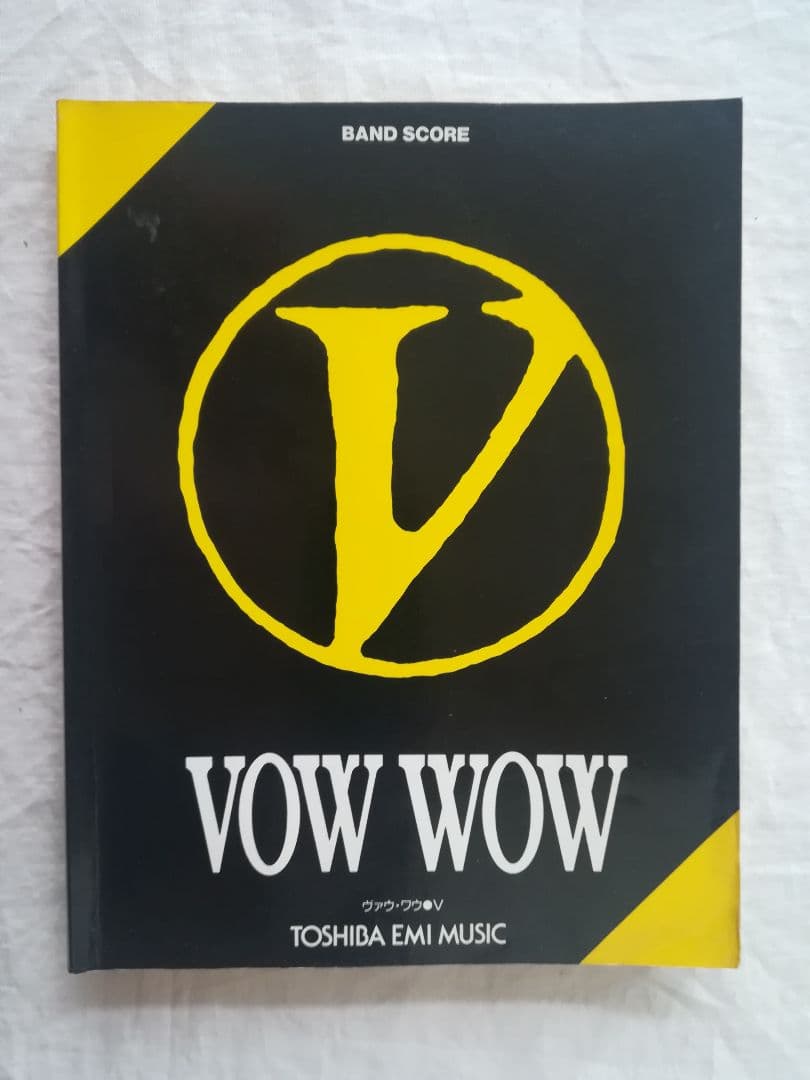 BAND SCORE
V
VOW WOW
ヴァウ・ワウ●V
TOSHIBA EMI MUSIC